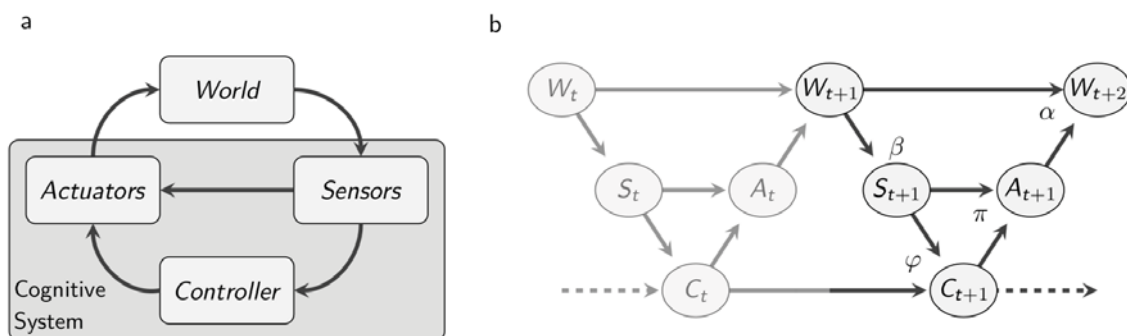 a
World
Actuators
Sensors
Controller
Cognitive
System
b
W_t
W_{t+1}
W_{t+2}
α
β
S_t
A_t
S_{t+1}
A_{t+1}
π
φ
C_t
C_{t+1}